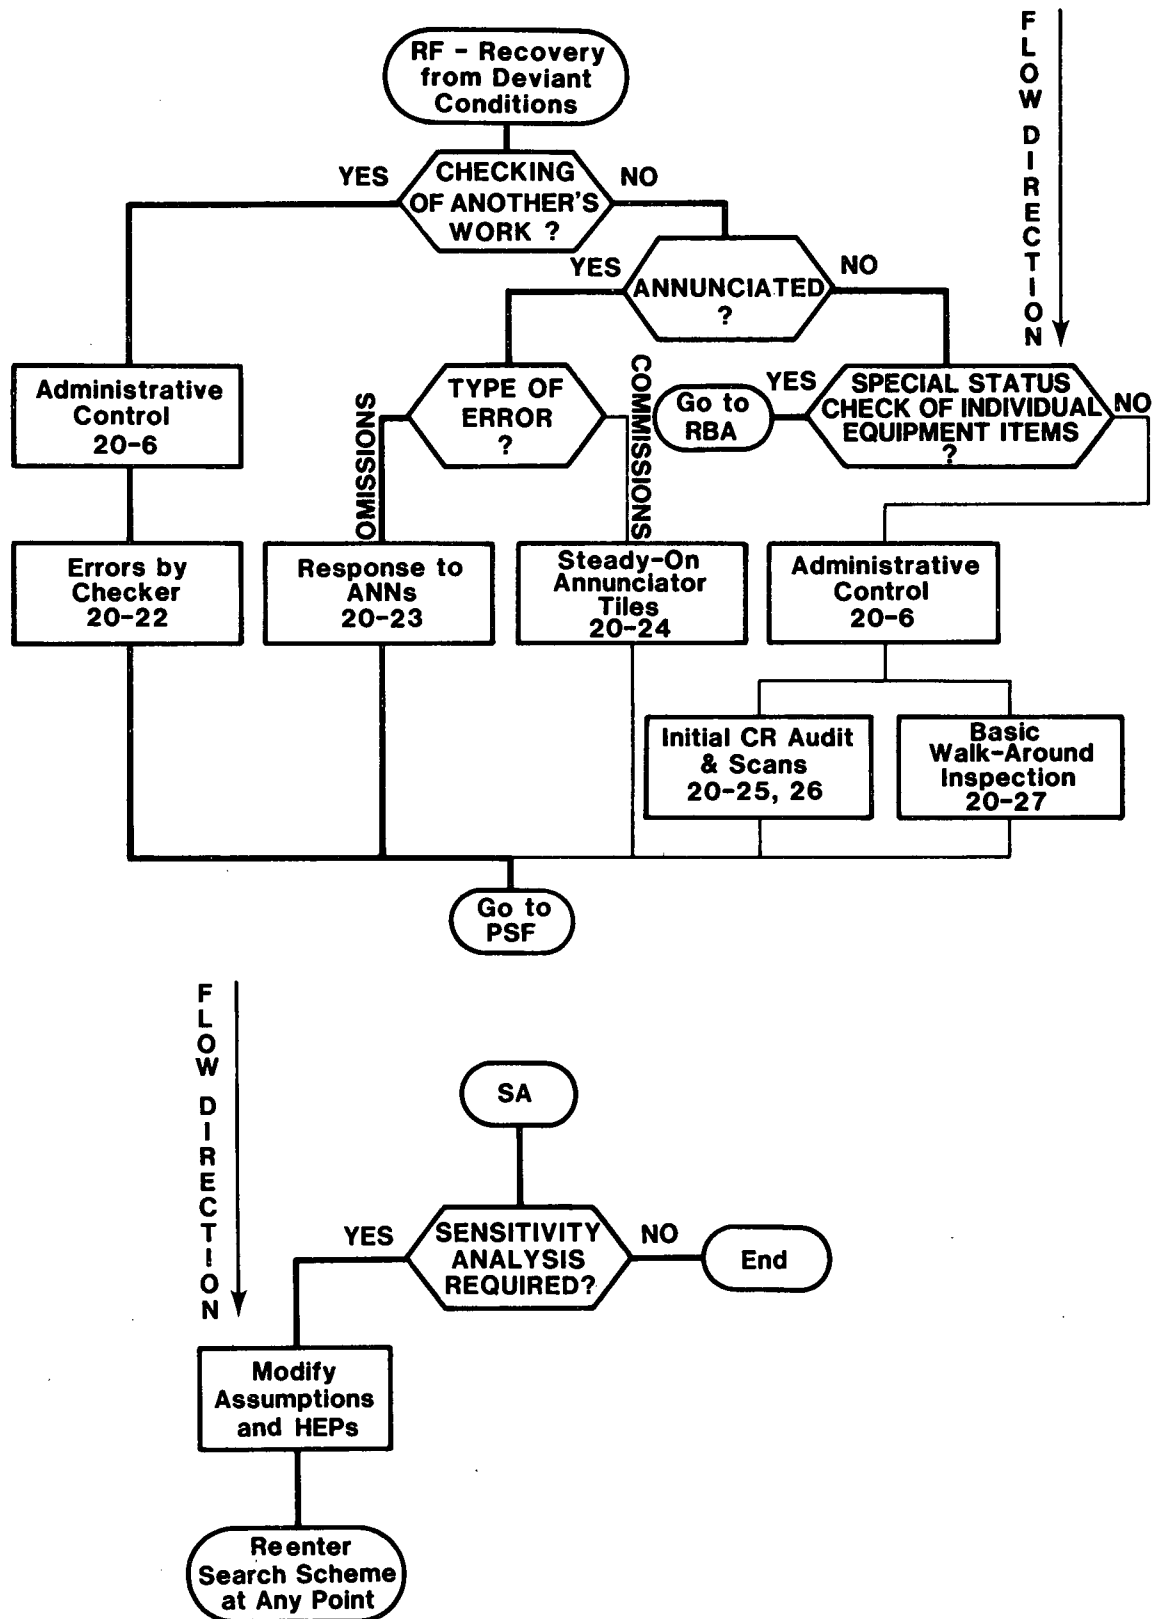 FLOW DIRECTION
RF - Recovery
from Deviant
Conditions
YES
CHECKING
OF ANOTHER'S
WORK ?
NO
YES
ANNUNCIATED
?
NO
Administrative
Control
20-6
OMISSIONS
TYPE OF
ERROR
?
COMMISSIONS
Go to
RBA
YES
SPECIAL STATUS
CHECK OF INDIVIDUAL
EQUIPMENT ITEMS
?
NO
Errors by
Checker
20-22
Response to
ANNs
20-23
Steady-On
Annunciator
Tiles
20-24
Administrative
Control
20-6
Initial CR Audit
& Scans
20-25, 26
Basic
Walk-Around
Inspection
20-27
Go to
PSF
FLOW DIRECTION
SA
YES
SENSITIVITY
ANALYSIS
REQUIRED?
NO
End
Modify
Assumptions
and HEPs
Reenter
Search Scheme
at Any Point